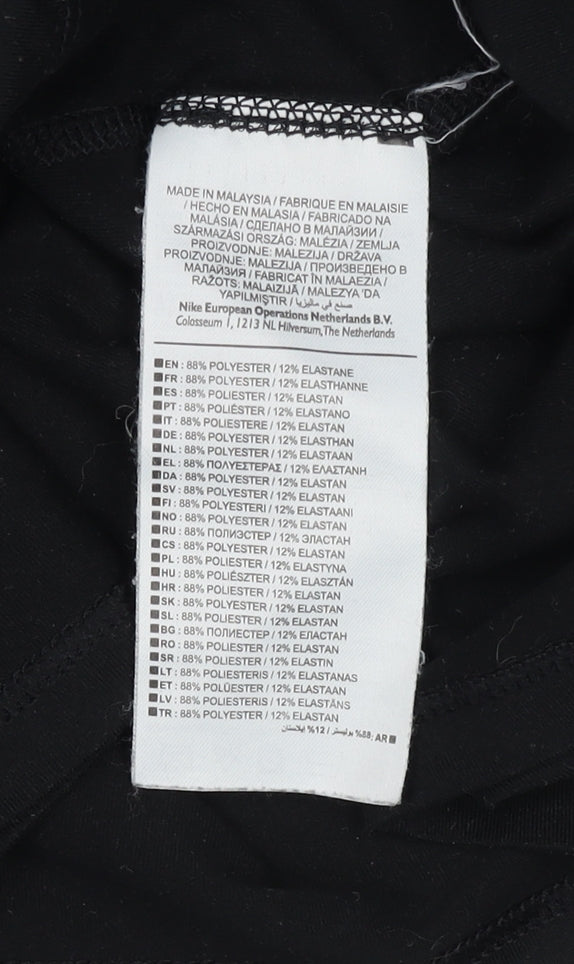 MADE IN MALAYSIA / FABRIQUE EN MALAISIE
/ HECHO EN MALASIA / FABRICADO NA
MALÁSIA / СДЕЛАНО В МАЛАЙЗИИ /
SZÁRMAZÁSI ORSZÁG: MALÉZIA / ZEMLJA
PROIZVODNJE: MALEZIJA / DRŽAVA
PROIZVODNJE: MALEZIJA / ПРОИЗВЕДЕНО В
МАЛАЙЗИЯ / FABRICAT ÎN MALAEZIA /
RAŽOTS: MALAIZIJĀ / MALEZYA 'DA
YAPILMIŞTIR / صنع في ماليزيا
Nike European Operations Netherlands B.V.
Colosseum 1, 1213 NL Hilversum, The Netherlands
EN : 88% POLYESTER / 12% ELASTANE
FR : 88% POLYESTER / 12% ELASTHANNE
ES : 88% POLIESTER / 12% ELASTAN
PT : 88% POLIÉSTER / 12% ELASTANO
IT : 88% POLIESTERE / 12% ELASTAN
DE : 88% POLYESTER / 12% ELASTHAN
NL : 88% POLYESTER / 12% ELASTAAN
EL : 88% ΠΟΛΥΕΣΤΕΡΑΣ / 12% ΕΛΑΣΤΑΝΗ
DA : 88% POLYESTER / 12% ELASTAN
SV : 88% POLYESTER / 12% ELASTAN
FI : 88% POLYESTERI / 12% ELASTAANI
NO : 88% POLYESTER / 12% ELASTAN
RU : 88% ПОЛИЭСТЕР / 12% ЭЛАСТАН
CS : 88% POLYESTER / 12% ELASTAN
PL : 88% POLIESTER / 12% ELASTYNA
HU : 88% POLIÉSZTER / 12% ELASZTÁN
HR : 88% POLIESTER / 12% ELASTAN
SK : 88% POLYESTER / 12% ELASTAN
SL : 88% POLIESTER / 12% ELASTAN
BG : 88% ПОЛИЕСТЕР / 12% ЕЛАСТАН
RO : 88% POLIESTER / 12% ELASTAN
SR : 88% POLIESTER / 12% ELASTIN
LT : 88% POLIESTERIS / 12% ELASTANAS
ET : 88% POLÜESTER / 12% ELASTAAN
LV : 88% POLIESTERIS / 12% ELASTĀNS
TR : 88% POLYESTER / 12% ELASTAN
AR :88% بوليستر / 12% إيلاستان